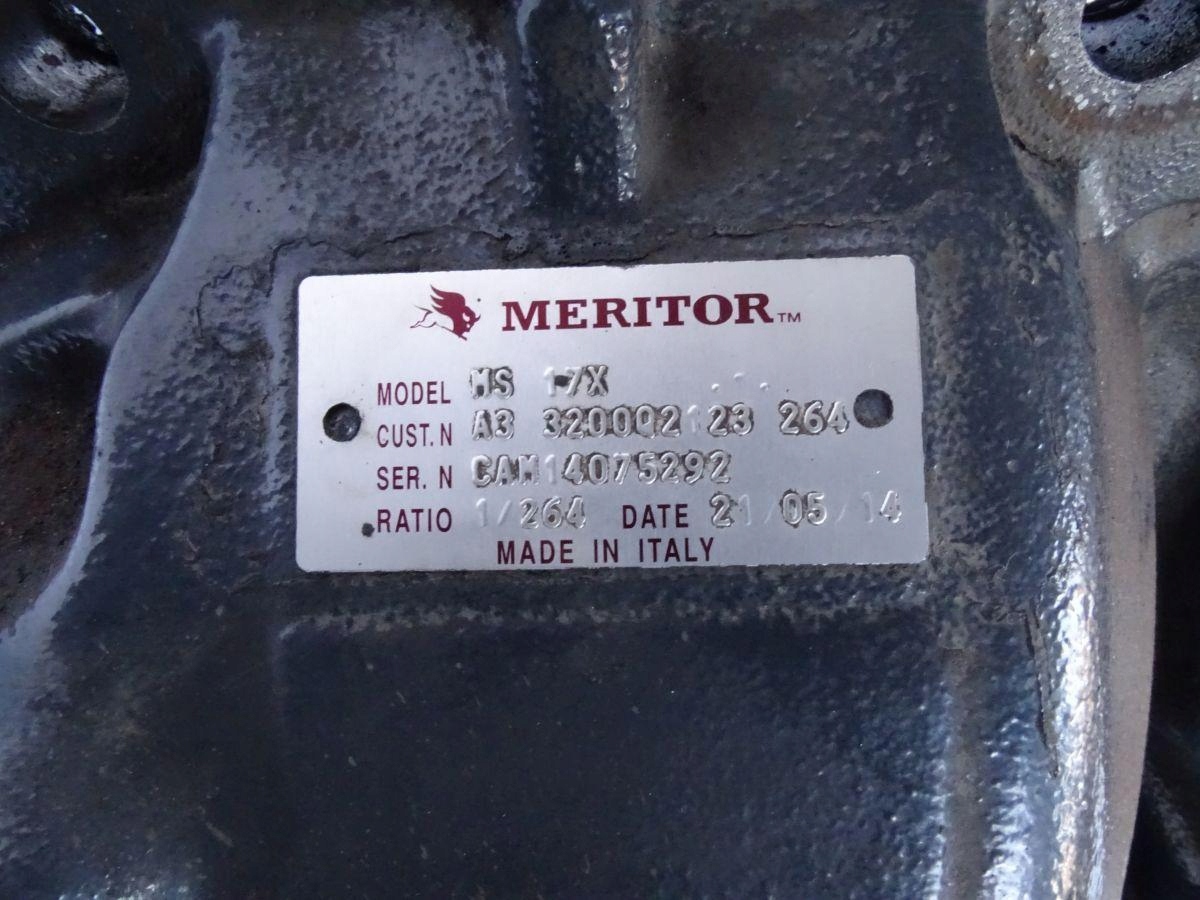 MERITOR™
MODEL MS 17X
CUST. N A3 3200Q2123 264
SER. N CAM14075292
RATIO 1/264 DATE 21/05/14
MADE IN ITALY